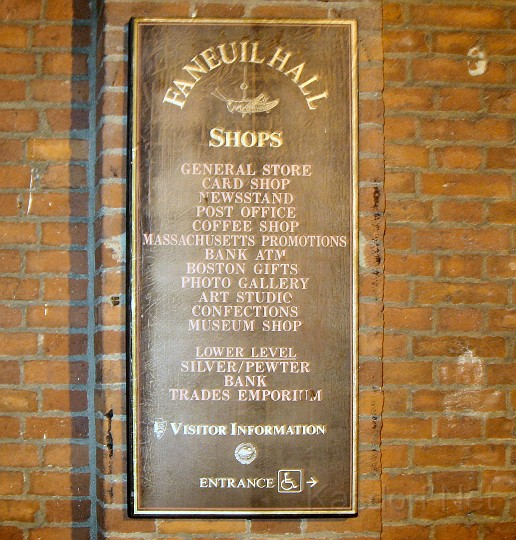 FANEUIL HALL
SHOPS
GENERAL STORE
CARD SHOP
NEWSSTAND
POST OFFICE
COFFEE SHOP
MASSACHUSETTS PROMOTIONS
BANK ATM
BOSTON GIFTS
PHOTO GALLERY
ART STUDIO
CONFECTIONS
MUSEUM SHOP
LOWER LEVEL
SILVER/PEWTER
BANK
TRADES EMPORIUM
VISITOR INFORMATION
ENTRANCE